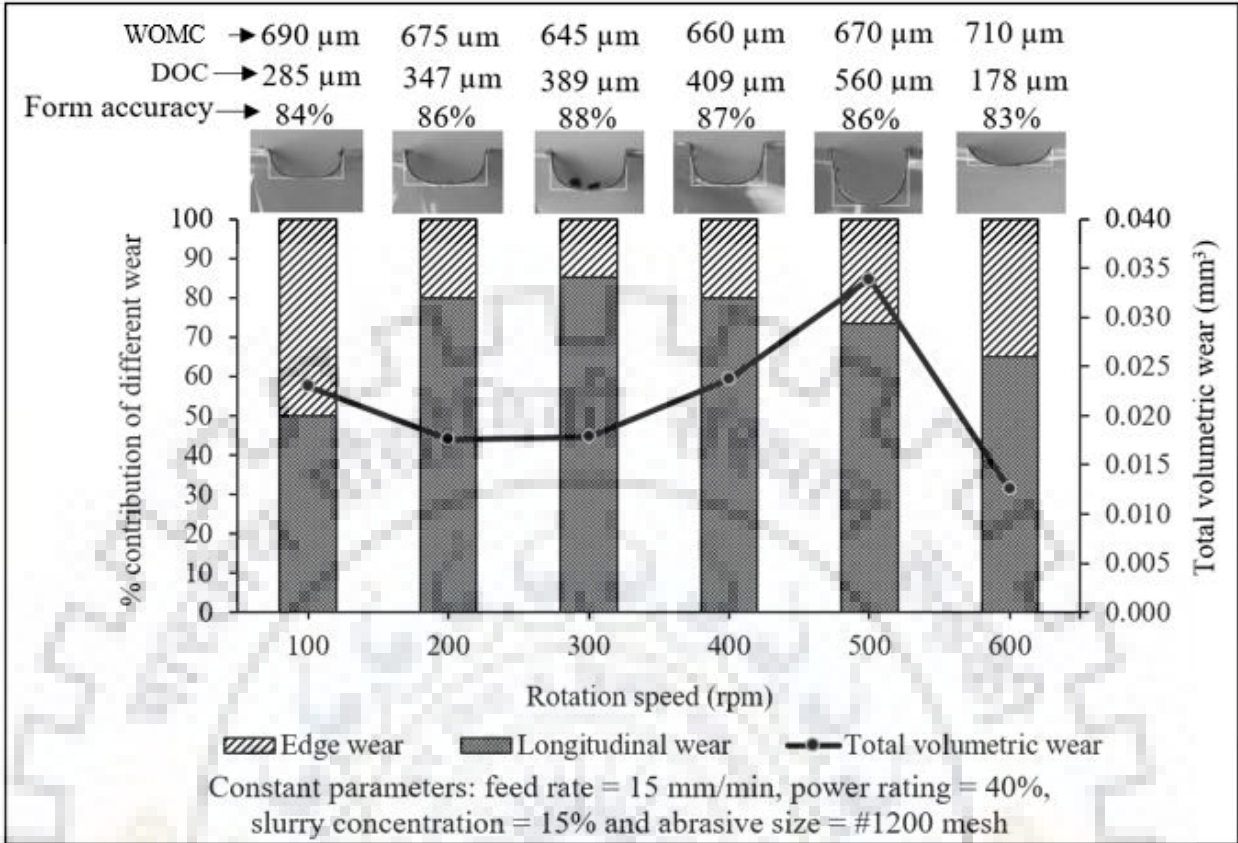 WOMC → 690 µm 675 µm 645 µm 660 µm 670 µm 710 µm
DOC → 285 µm 347 µm 389 µm 409 µm 560 µm 178 µm
Form accuracy → 84% 86% 88% 87% 86% 83%
% contribution of different wear
100
90
80
70
60
50
40
30
20
10
0
0.040
0.035
0.030
0.025
0.020
0.015
0.010
0.005
0.000
Total volumetric wear (mm³)
100 200 300 400 500 600
Rotation speed (rpm)
Edge wear Longitudinal wear Total volumetric wear
Constant parameters: feed rate = 15 mm/min, power rating = 40%,
slurry concentration = 15% and abrasive size = #1200 mesh